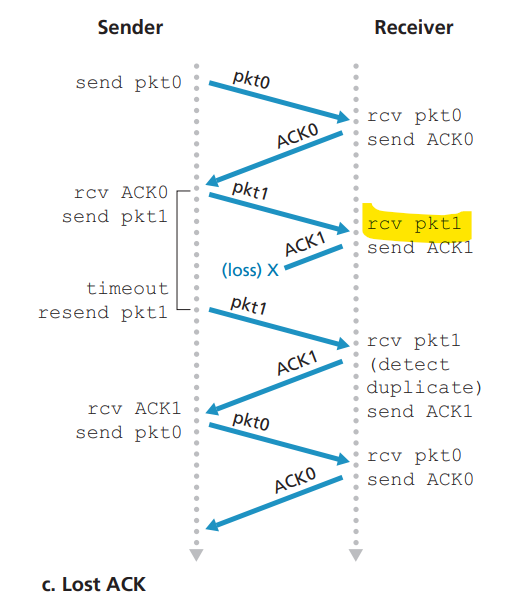 Sender
Receiver
send pkt0
pkt0
rcv pkt0
send ACK0
ACK0
rcv ACK0
send pkt1
pkt1
rcv pkt1
send ACK1
ACK1
(loss) X
timeout
resend pkt1
pkt1
rcv pkt1
(detect
duplicate)
send ACK1
ACK1
rcv ACK1
send pkt0
pkt0
rcv pkt0
send ACK0
ACK0
c. Lost ACK